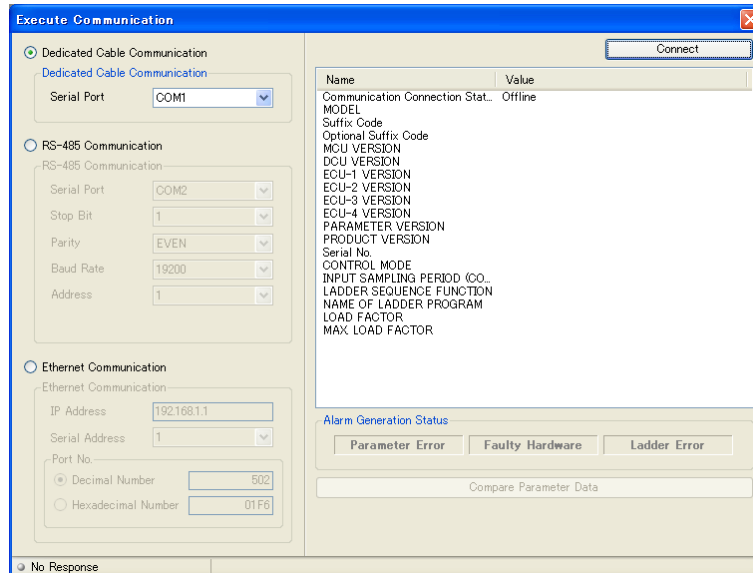 Execute Communication
Dedicated Cable Communication
Dedicated Cable Communication
Serial Port COM1
RS-485 Communication
RS-485 Communication
Serial Port COM2
Stop Bit 1
Parity EVEN
Baud Rate 19200
Address 1
Ethernet Communication
Ethernet Communication
IP Address 192.168.1.1
Serial Address 1
Port No.
Decimal Number 502
Hexadecimal Number 01F6
Connect
Name Value
Communication Connection Stat... Offline
MODEL
Suffix Code
Optional Suffix Code
MCU VERSION
DCU VERSION
ECU-1 VERSION
ECU-2 VERSION
ECU-3 VERSION
ECU-4 VERSION
PARAMETER VERSION
PRODUCT VERSION
Serial No.
CONTROL MODE
INPUT SAMPLING PERIOD (CO...
LADDER SEQUENCE FUNCTION
NAME OF LADDER PROGRAM
LOAD FACTOR
MAX. LOAD FACTOR
Alarm Generation Status
Parameter Error Faulty Hardware Ladder Error
Compare Parameter Data
No Response